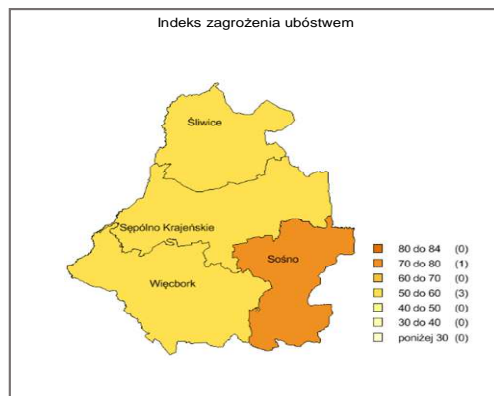 Indeks zagrożenia ubóstwem
Śliwice
Sępólno Krajeńskie
Sośno
Więcbork
80 do 84 (0)
70 do 80 (1)
60 do 70 (0)
50 do 60 (3)
40 do 50 (0)
30 do 40 (0)
poniżej 30 (0)